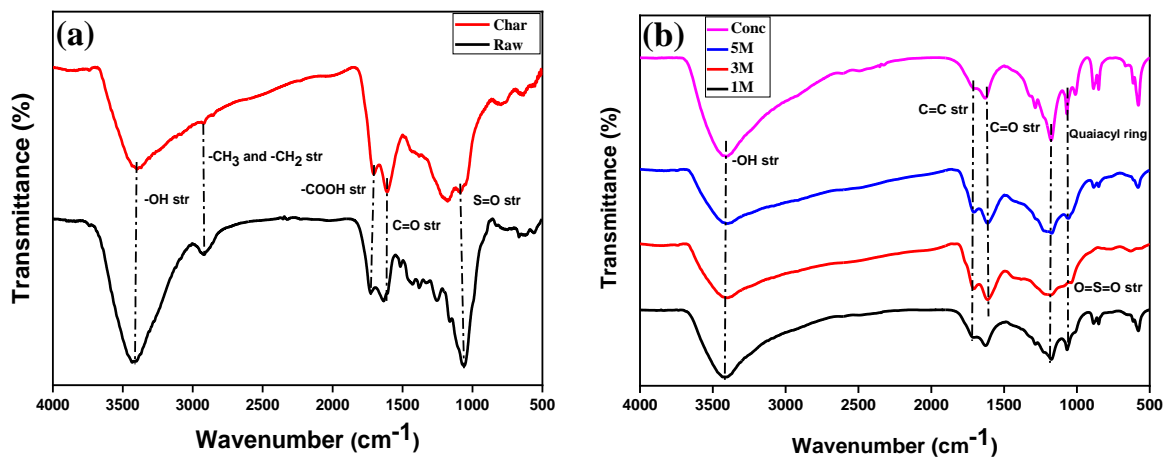 (a)
Char
Raw
-CH3 and -CH2 str
-OH str
-COOH str
C=O str
S=O str
Transmittance (%)
4000 3500 3000 2500 2000 1500 1000 500
Wavenumber (cm-1)
(b)
Conc
5M
3M
1M
C=C str
C=O str
-OH str
Quaiacyl ring
O=S=O str
Transmittance (%)
4000 3500 3000 2500 2000 1500 1000 500
Wavenumber (cm-1)